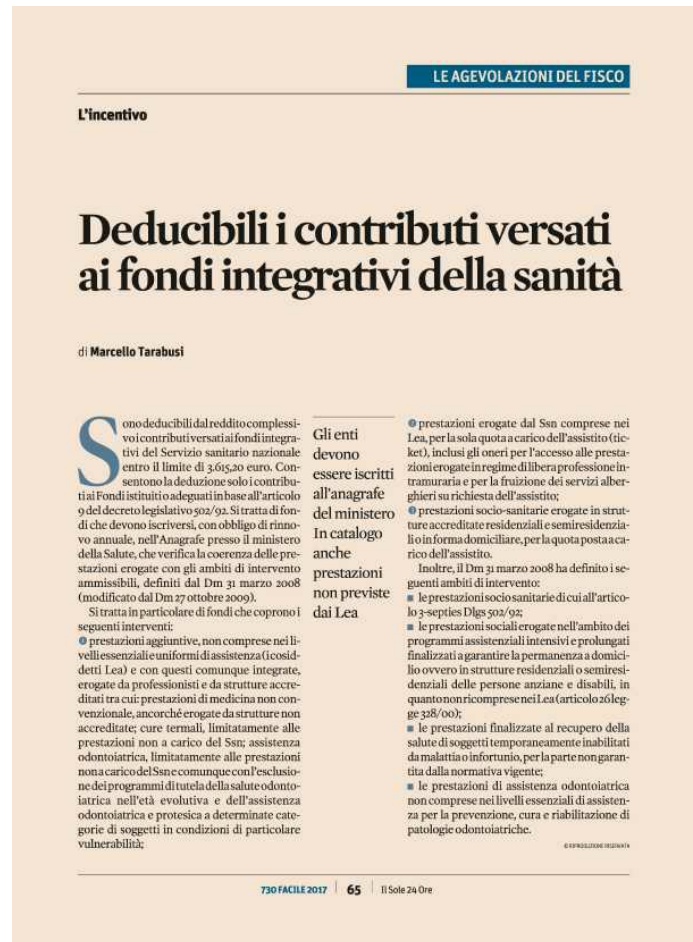 LE AGEVOLAZIONI DEL FISCO
L'incentivo
Deducibili i contributi versati
ai fondi integrativi della sanità
di Marcello Tarabusi
Sono deducibili dal reddito complessi-
vo i contributi versati ai fondi integra-
tivi del Servizio sanitario nazionale
entro il limite di 3.615,20 euro. Con-
sentono la deduzione solo i contribu-
ti ai Fondi istituiti o adeguati in base all'articolo
9 del decreto legislativo 502/92. Si tratta di fon-
di che devono iscriversi, con obbligo di rinno-
vo annuale, nell'Anagrafe presso il ministero
della Salute, che verifica la coerenza delle pre-
stazioni erogate con gli ambiti di intervento
ammissibili, definiti dal Dm 31 marzo 2008
(modificato dal Dm 27 ottobre 2009).
Si tratta in particolare di fondi che coprono i
seguenti interventi:
prestazioni aggiuntive, non comprese nei li-
velli essenziali e uniformi di assistenza (i cosid-
detti Lea) e con questi comunque integrate,
erogate da professionisti e da strutture accre-
ditati tra cui: prestazioni di medicina non con-
venzionale, ancorché erogate da strutture non
accreditate; cure termali, limitatamente alle
prestazioni non a carico del Ssn; assistenza
odontoiatrica, limitatamente alle prestazioni
non a carico del Ssn e comunque con l'esclusio-
ne dei programmi di tutela della salute odonto-
iatrica nell'età evolutiva e dell'assistenza
odontoiatrica e protesica a determinate cate-
gorie di soggetti in condizioni di particolare
vulnerabilità;
Gli enti
devono
essere iscritti
all'anagrafe
del ministero
In catalogo
anche
prestazioni
non previste
dai Lea
prestazioni erogate dal Ssn comprese nei
Lea, per la sola quota a carico dell'assistito (tic-
ket), inclusi gli oneri per l'accesso alle presta-
zioni erogate in regime di libera professione in-
tramuraria e per la fruizione dei servizi alber-
ghieri su richiesta dell'assistito;
prestazioni socio-sanitarie erogate in strut-
ture accreditate residenziali e semiresidenzia-
li o in forma domiciliare, per la quota posta a ca-
rico dell'assistito.
Inoltre, il Dm 31 marzo 2008 ha definito i se-
guenti ambiti di intervento:
■ le prestazioni socio sanitarie di cui all'artico-
lo 3-septies Dlgs 502/92;
■ le prestazioni sociali erogate nell'ambito dei
programmi assistenziali intensivi e prolungati
finalizzati a garantire la permanenza a domici-
lio ovvero in strutture residenziali o semiresi-
denziali delle persone anziane e disabili, in
quanto non ricomprese nei Lea (articolo 26 leg-
ge 328/00);
■ le prestazioni finalizzate al recupero della
salute di soggetti temporaneamente inabilitati
da malattia o infortunio, per la parte non garan-
tita dalla normativa vigente;
■ le prestazioni di assistenza odontoiatrica
non comprese nei livelli essenziali di assisten-
za per la prevenzione, cura e riabilitazione di
patologie odontoiatriche.
© RIPRODUZIONE RISERVATA
730 FACILE 2017 | 65 | Il Sole 24 Ore